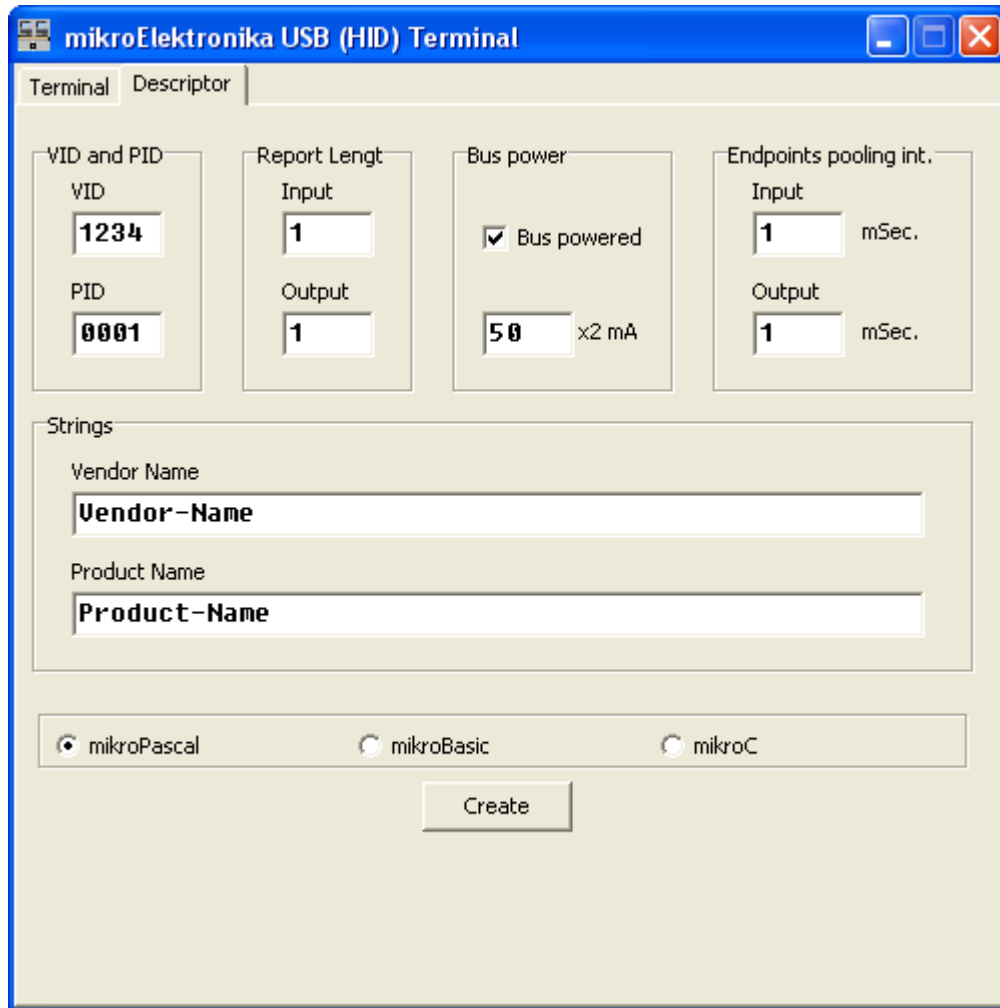 mikroElektronika USB (HID) Terminal
Terminal Descriptor
VID and PID Report Lengt Bus power Endpoints pooling int.
VID Input Input
1234 1 Bus powered 1 mSec.
PID Output Output
0001 1 50 x2 mA 1 mSec.
Strings
Vendor Name
Vendor-Name
Product Name
Product-Name
mikroPascal mikroBasic mikroC
Create